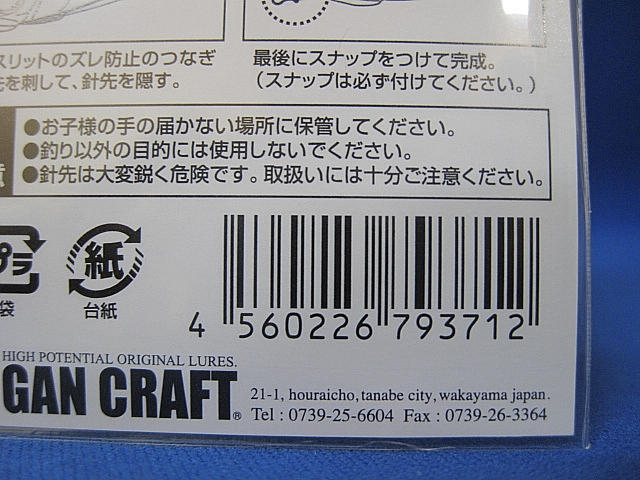 スリットのズレ防止のつなぎ
を刺して、針先を隠す。
最後にスナップをつけて完成。
(スナップは必ず付けてください。)
●お子様の手の届かない場所に保管してください。
●釣り以外の目的には使用しないでください。
●針先は大変鋭く危険です。取扱いには十分ご注意ください。
プラ
袋
紙
台紙
4 560226 793712
HIGH POTENTIAL ORIGINAL LURES.
GAN CRAFT®
21-1, houraicho, tanabe city, wakayama japan.
Tel : 0739-25-6604 Fax : 0739-26-3364